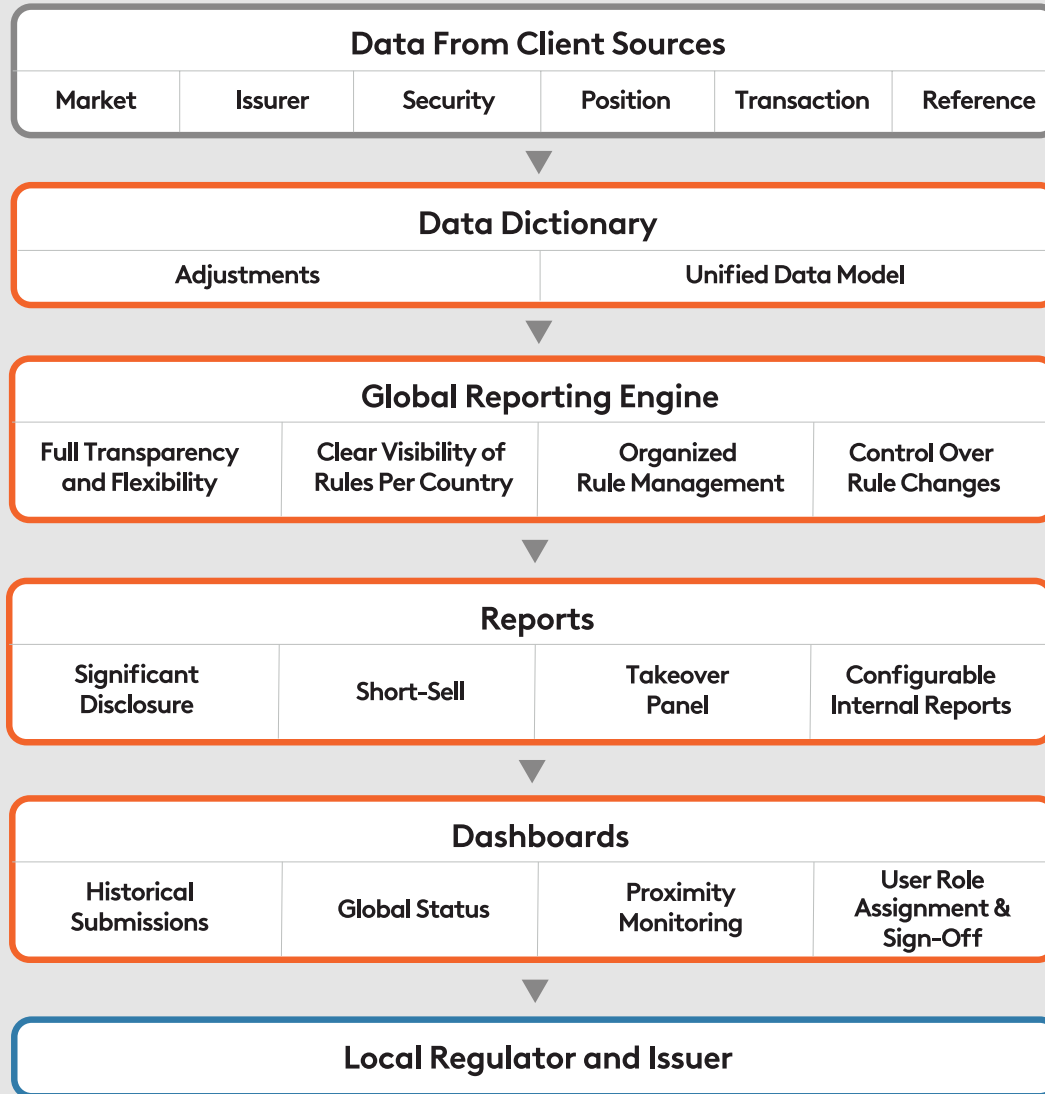 Data From Client Sources
Market Issurer Security Position Transaction Reference
Data Dictionary
Adjustments Unified Data Model
Global Reporting Engine
Full Transparency
and Flexibility
Clear Visibility of
Rules Per Country
Organized
Rule Management
Control Over
Rule Changes
Reports
Significant
Disclosure
Short-Sell
Takeover
Panel
Configurable
Internal Reports
Dashboards
Historical
Submissions
Global Status
Proximity
Monitoring
User Role
Assignment &
Sign-Off
Local Regulator and Issuer